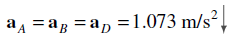 a_A = a_B = a_D = 1.073 m/s² ↓